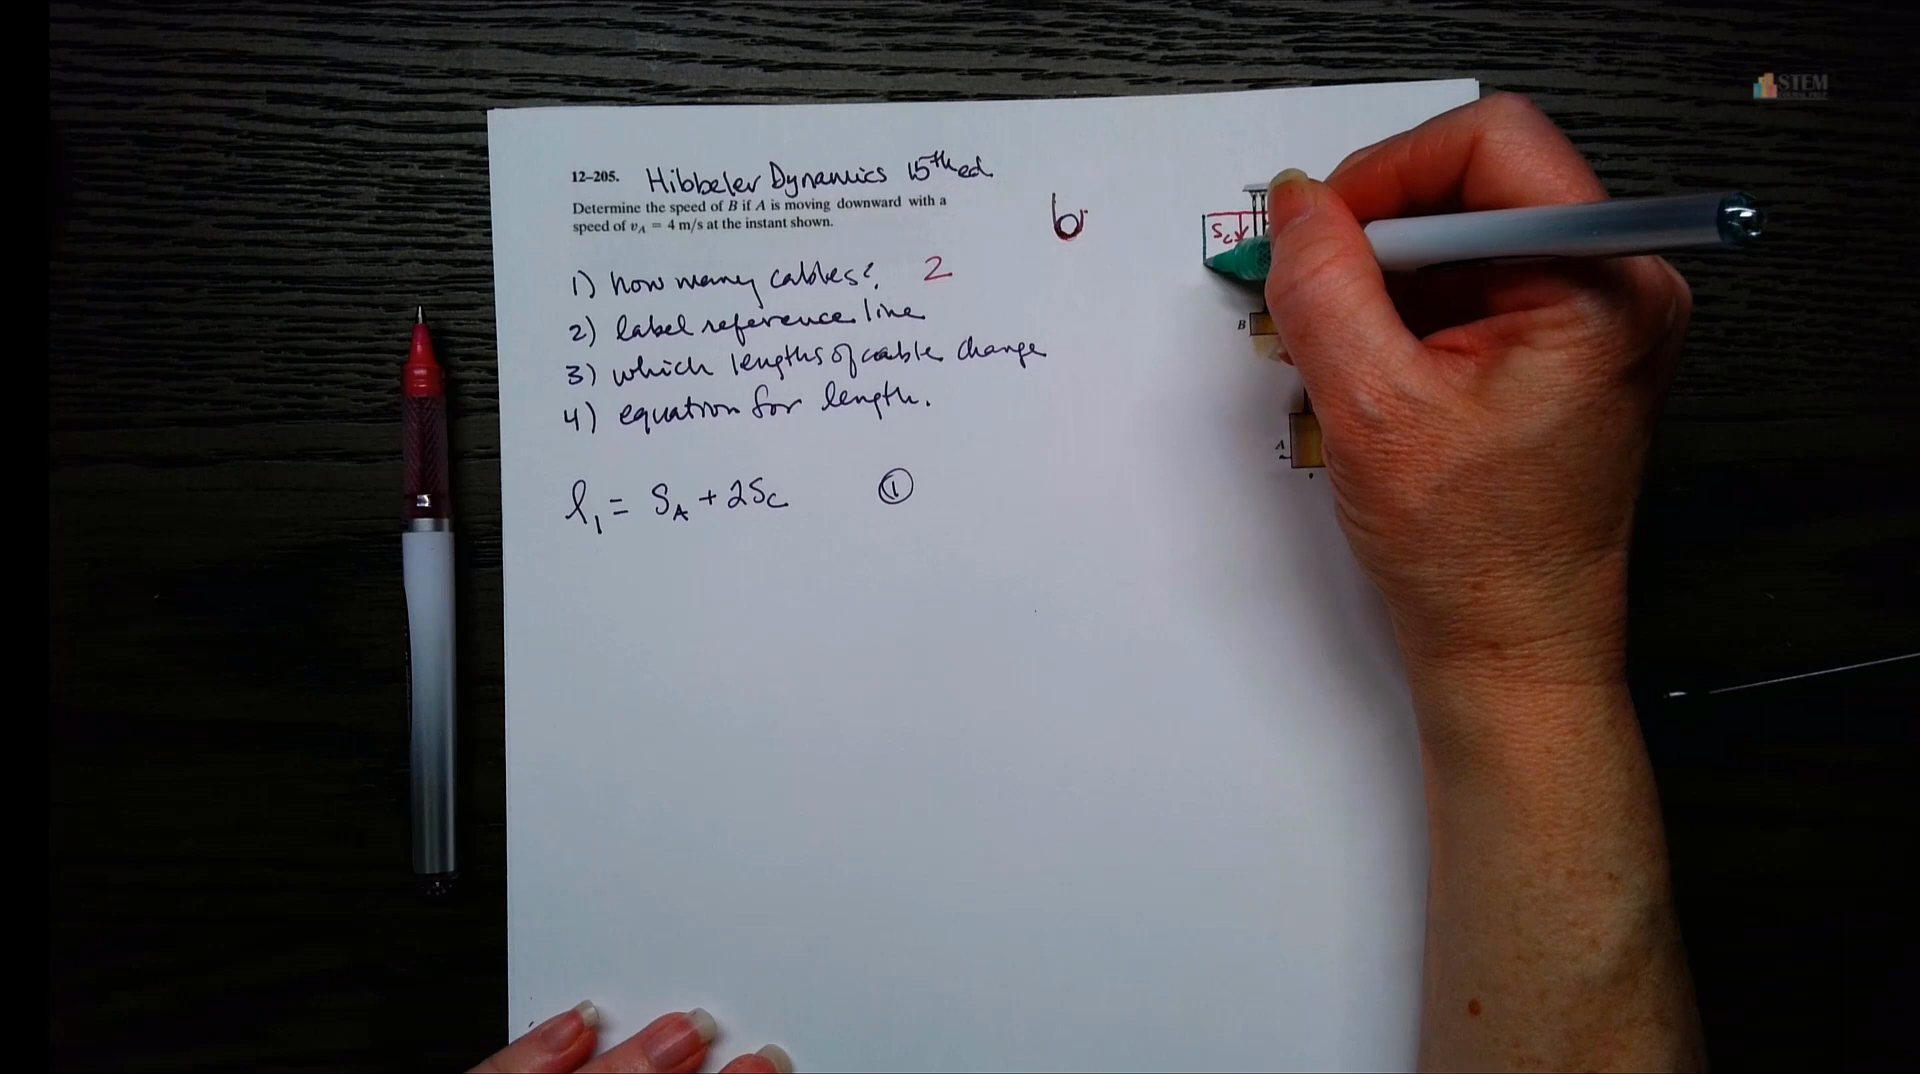 STEM
COURSE PREP
12–205. Hibbeler Dynamics 15th ed.
Determine the speed of B if A is moving downward with a
speed of vA = 4 m/s at the instant shown.
1) how many cables? 2
2) label reference line
3) which lengths of cable change
4) equation for length.
l1 = SA + 2SC ①
Sc
B
A